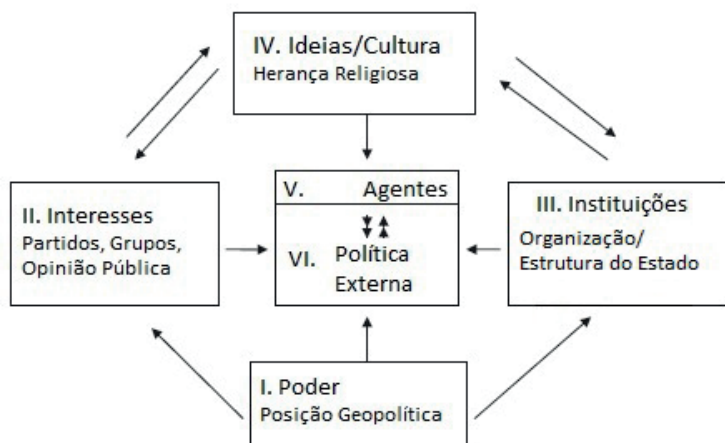 IV. Ideias/Cultura
Herança Religiosa
II. Interesses
Partidos, Grupos,
Opinião Pública
V. Agentes
VI. Política
Externa
III. Instituições
Organização/
Estrutura do Estado
I. Poder
Posição Geopolítica